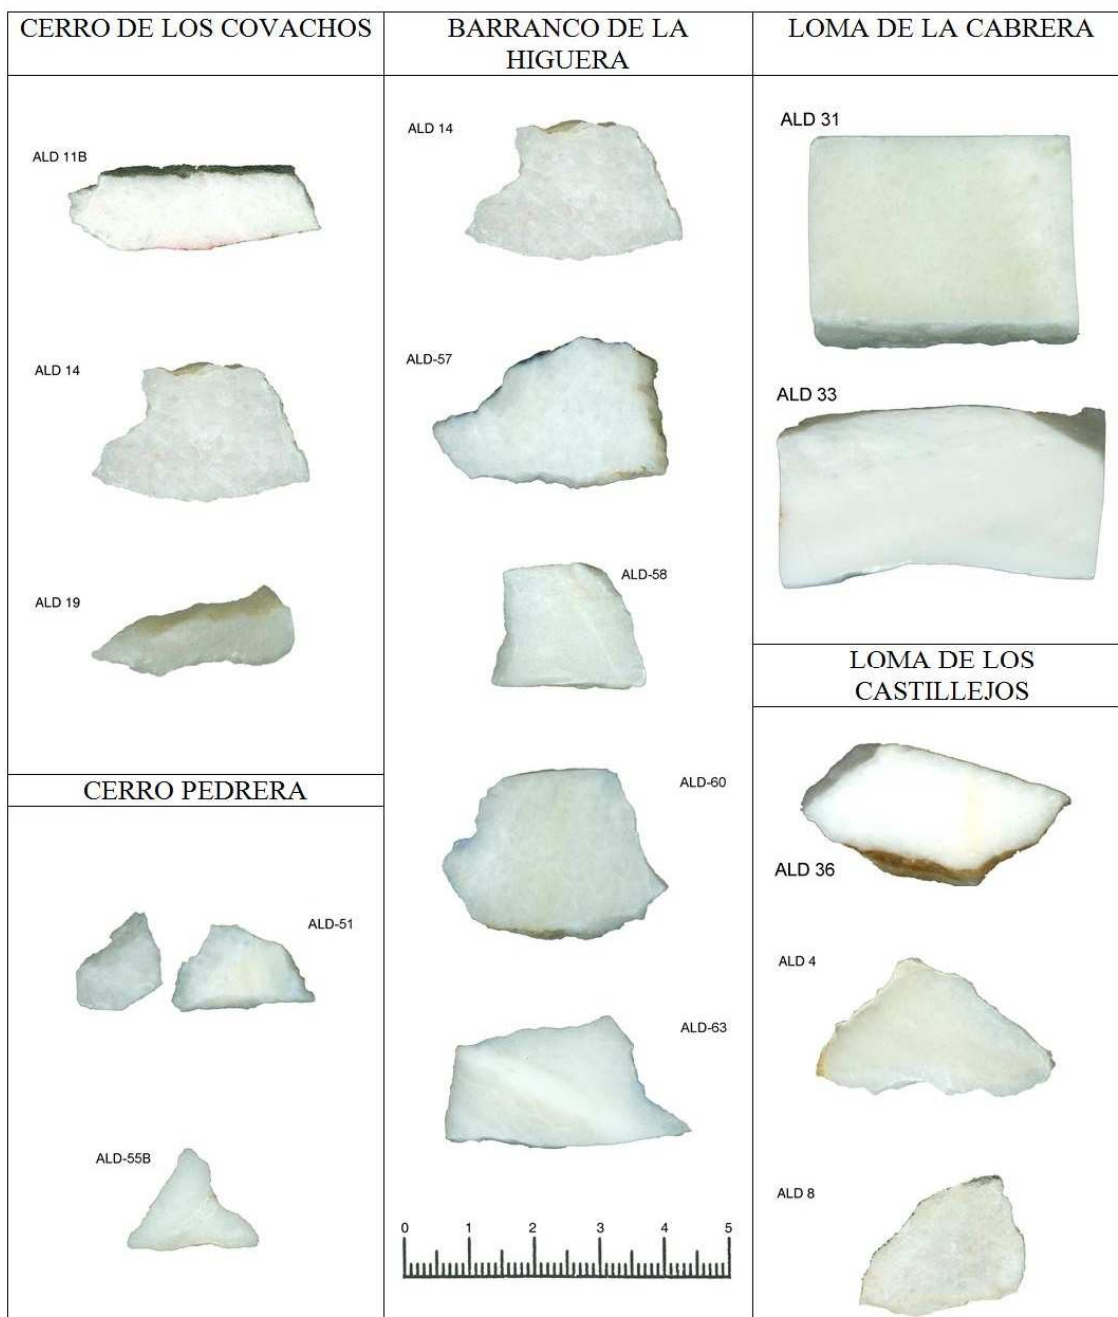 CERRO DE LOS COVACHOS
ALD 11B
ALD 14
ALD 19
CERRO PEDRERA
ALD-51
ALD-55B
BARRANCO DE LA
HIGUERA
ALD 14
ALD-57
ALD-58
ALD-60
ALD-63
0 1 2 3 4 5
LOMA DE LA CABRERA
ALD 31
ALD 33
LOMA DE LOS
CASTILLEJOS
ALD 36
ALD 4
ALD 8